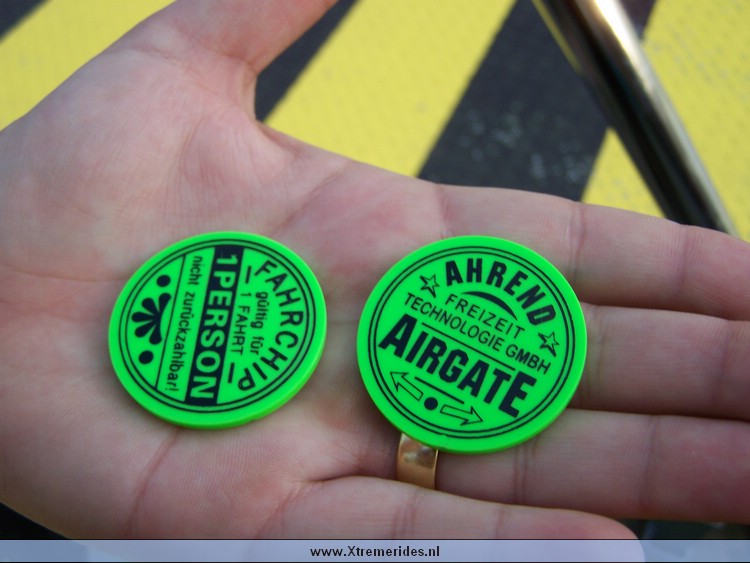 FAHRCHIP
gültig für
1 FAHRT
1PERSON
nicht zurückzahlbar!
AHREND
FREIZEIT
TECHNOLOGIE GMBH
AIRGATE
www.Xtremerides.nl